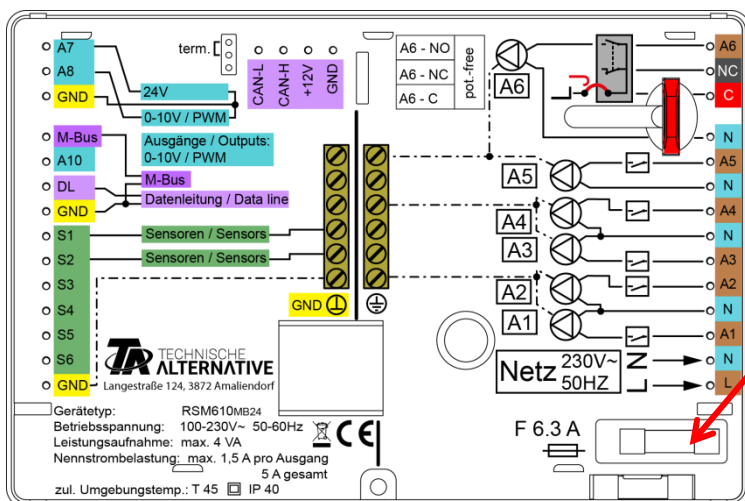 A7
A8
GND
M-Bus
A10
DL
GND
S1
S2
S3
S4
S5
S6
GND
term.
CAN-L
CAN-H
+12V
GND
24V
0-10V / PWM
Ausgänge / Outputs:
0-10V / PWM
M-Bus
Datenleitung / Data line
Sensoren / Sensors
Sensoren / Sensors
GND
A6 - NO
A6 - NC
A6 - C
pot.-free
A6
A5
A4
A3
A2
A1
A6
NC
C
N
A5
N
A4
N
A3
A2
N
A1
N
L
Netz 230V~
50HZ
L N
F 6.3 A
TA TECHNISCHE
ALTERNATIVE
Langestraße 124, 3872 Amaliendorf
Gerätetyp: RSM610MB24
Betriebsspannung: 100-230V~ 50-60Hz
Leistungsaufnahme: max. 4 VA
Nennstrombelastung: max. 1,5 A pro Ausgang
5 A gesamt
zul. Umgebungstemp.: T 45 IP 40
CE